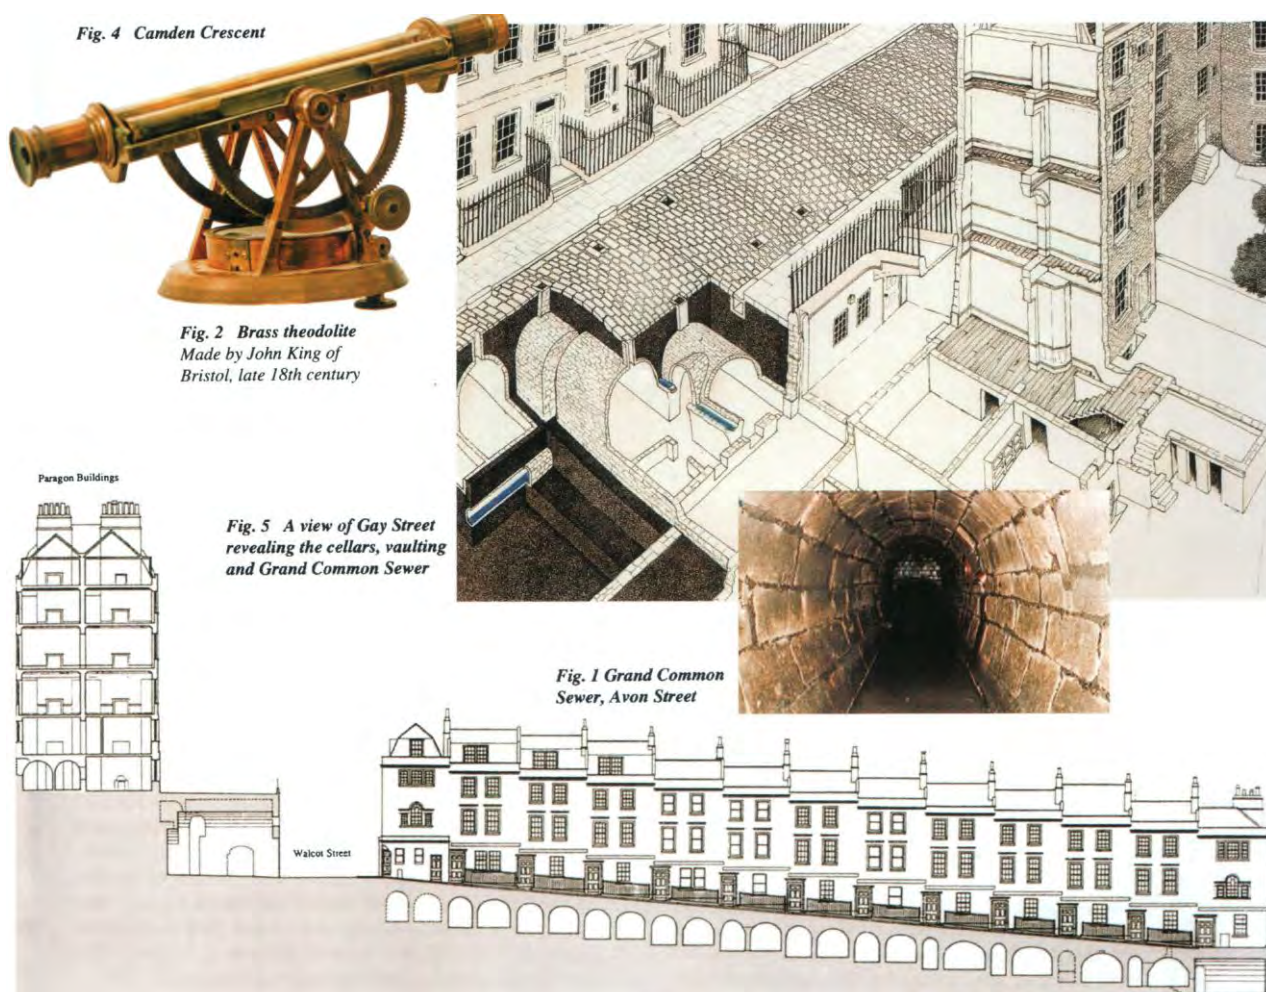 Fig. 4 Camden Crescent
Fig. 2 Brass theodolite
Made by John King of
Bristol, late 18th century
Paragon Buildings
Fig. 5 A view of Gay Street
revealing the cellars, vaulting
and Grand Common Sewer
Fig. 1 Grand Common
Sewer, Avon Street
Walcot Street